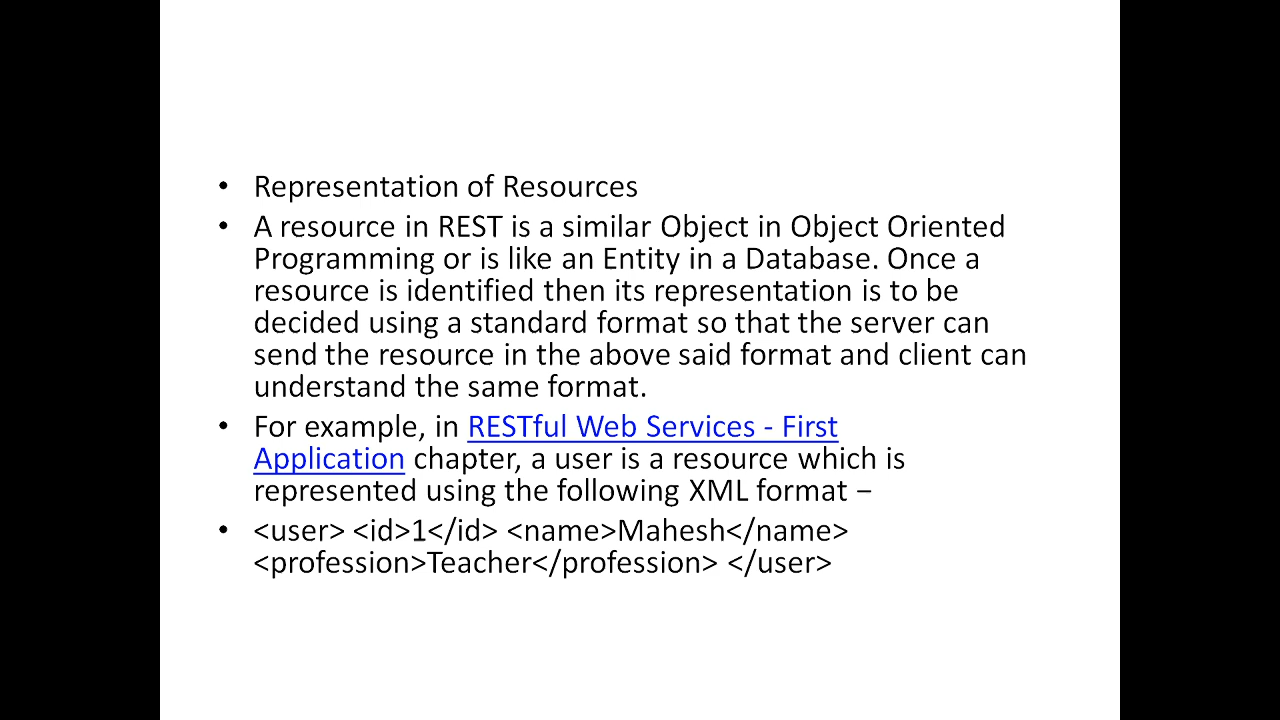 • Representation of Resources
• A resource in REST is a similar Object in Object Oriented
Programming or is like an Entity in a Database. Once a
resource is identified then its representation is to be
decided using a standard format so that the server can
send the resource in the above said format and client can
understand the same format.
• For example, in RESTful Web Services - First
Application chapter, a user is a resource which is
represented using the following XML format −
• <user> <id>1</id> <name>Mahesh</name>
<profession>Teacher</profession> </user>